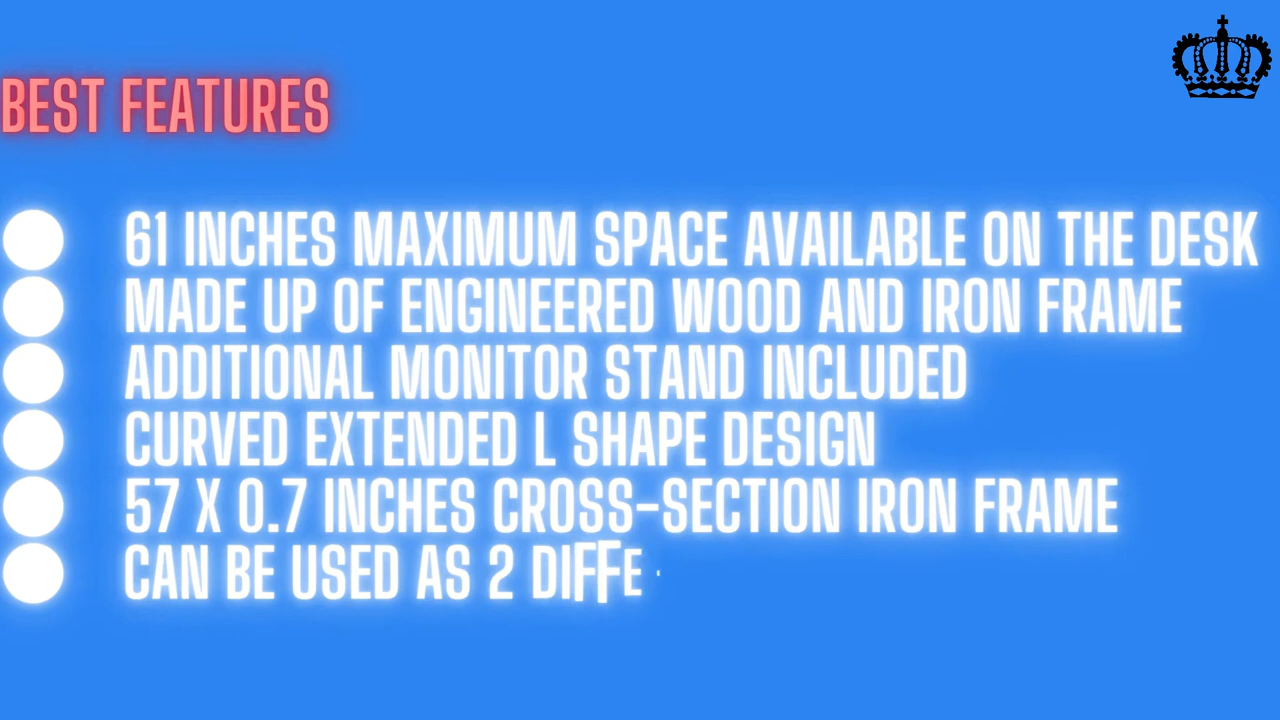 BEST FEATURES
61 INCHES MAXIMUM SPACE AVAILABLE ON THE DESK
MADE UP OF ENGINEERED WOOD AND IRON FRAME
ADDITIONAL MONITOR STAND INCLUDED
CURVED EXTENDED L SHAPE DESIGN
57 X 0.7 INCHES CROSS-SECTION IRON FRAME
CAN BE USED AS 2 DIFFE